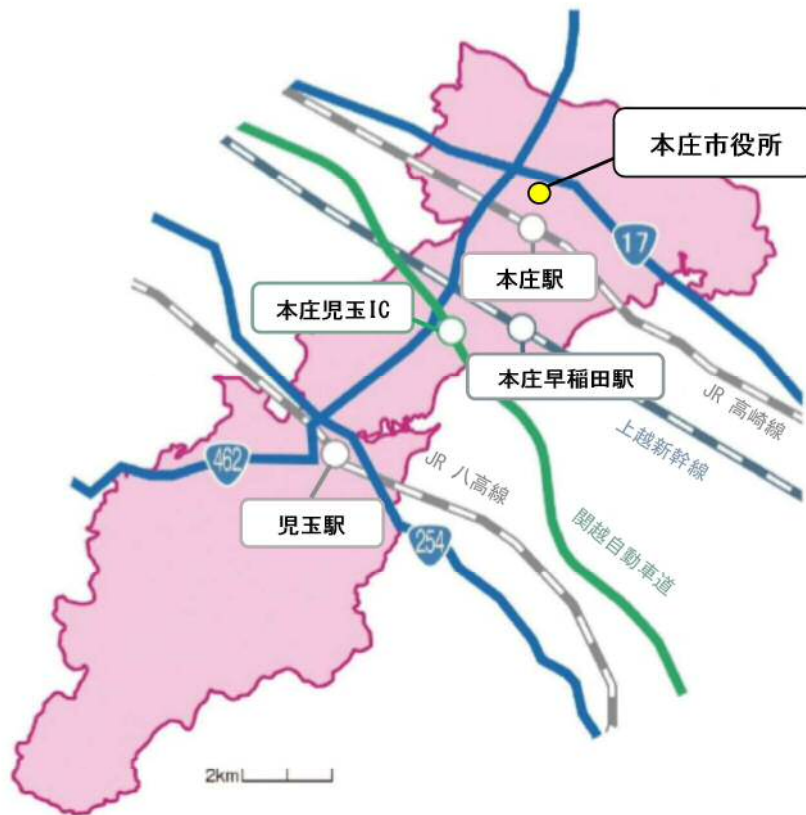 本庄市役所
17
本庄駅
本庄児玉IC
本庄早稲田駅
JR 高崎線
上越新幹線
462
JR 八高線
児玉駅
254
関越自動車道
2km